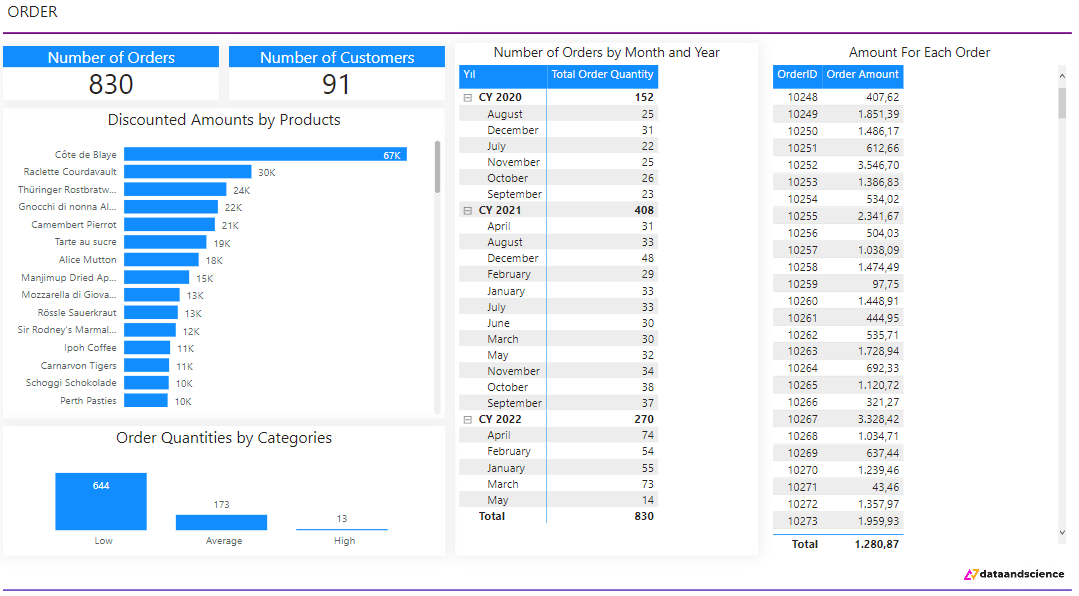 ORDER
Number of Orders
830
Number of Customers
91
Discounted Amounts by Products
Côte de Blaye 67K
Raclette Courdavault 30K
Thüringer Rostbratw... 24K
Gnocchi di nonna Al... 22K
Camembert Pierrot 21K
Tarte au sucre 19K
Alice Mutton 18K
Manjimup Dried Ap... 15K
Mozzarella di Giova... 13K
Rössle Sauerkraut 13K
Sir Rodney's Marmal... 12K
Ipoh Coffee 11K
Carnarvon Tigers 11K
Schoggi Schokolade 10K
Perth Pasties 10K
Order Quantities by Categories
644 173 13
Low Average High
Number of Orders by Month and Year
Yıl Total Order Quantity
CY 2020 152
August 25
December 31
July 22
November 25
October 26
September 23
CY 2021 408
April 31
August 33
December 48
February 29
January 33
July 33
June 30
March 30
May 32
November 34
October 38
September 37
CY 2022 270
April 74
February 54
January 55
March 73
May 14
Total 830
Amount For Each Order
OrderID Order Amount
10248 407,62
10249 1.851,39
10250 1.486,17
10251 612,66
10252 3.546,70
10253 1.386,83
10254 534,02
10255 2.341,67
10256 504,03
10257 1.038,09
10258 1.474,49
10259 97,75
10260 1.448,91
10261 444,95
10262 535,71
10263 1.728,94
10264 692,33
10265 1.120,72
10266 321,27
10267 3.328,42
10268 1.034,71
10269 637,44
10270 1.239,46
10271 43,46
10272 1.357,97
10273 1.959,93
Total 1.280,87
dataandscience